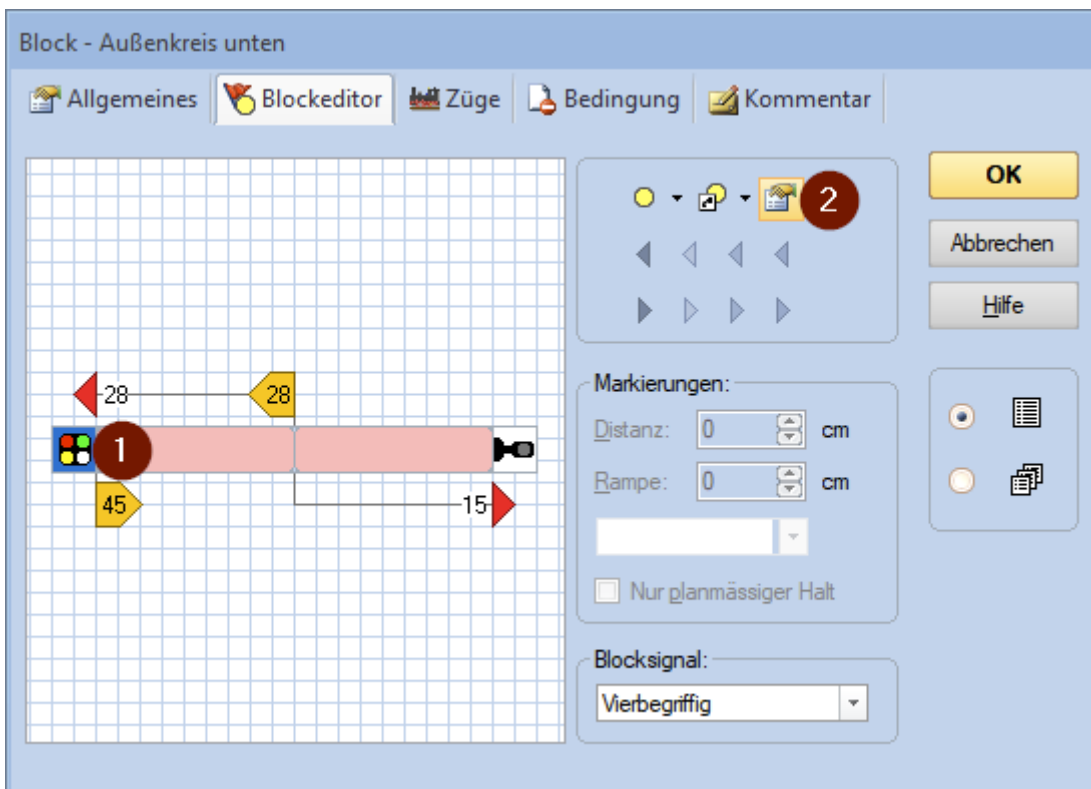 Block - Außenkreis unten
Allgemeines Blockeditor Züge Bedingung Kommentar
2
OK
Abbrechen
Hilfe
28 28
1
45 15
Markierungen:
Distanz: 0 cm
Rampe: 0 cm
Nur planmässiger Halt
Blocksignal:
Vierbegriffig